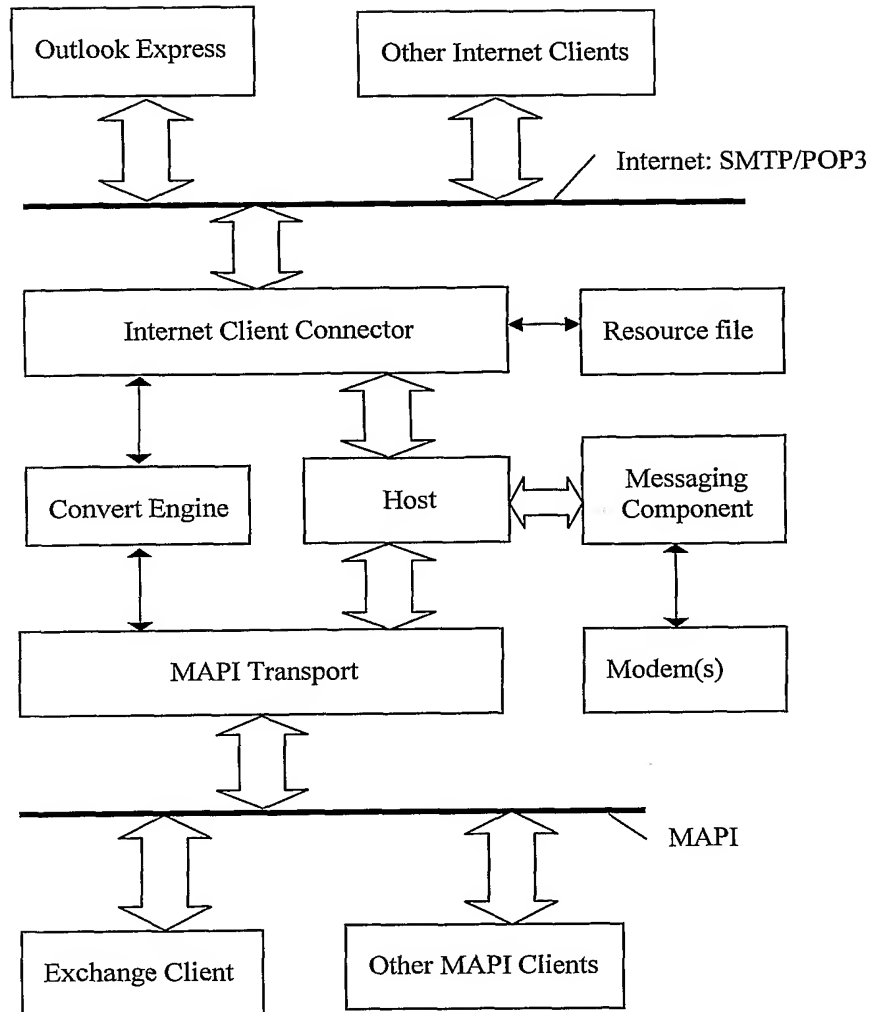 Outlook Express
Other Internet Clients
Internet: SMTP/POP3
Internet Client Connector
Resource file
Convert Engine
Host
Messaging
Component
MAPI Transport
Modem(s)
MAPI
Exchange Client
Other MAPI Clients